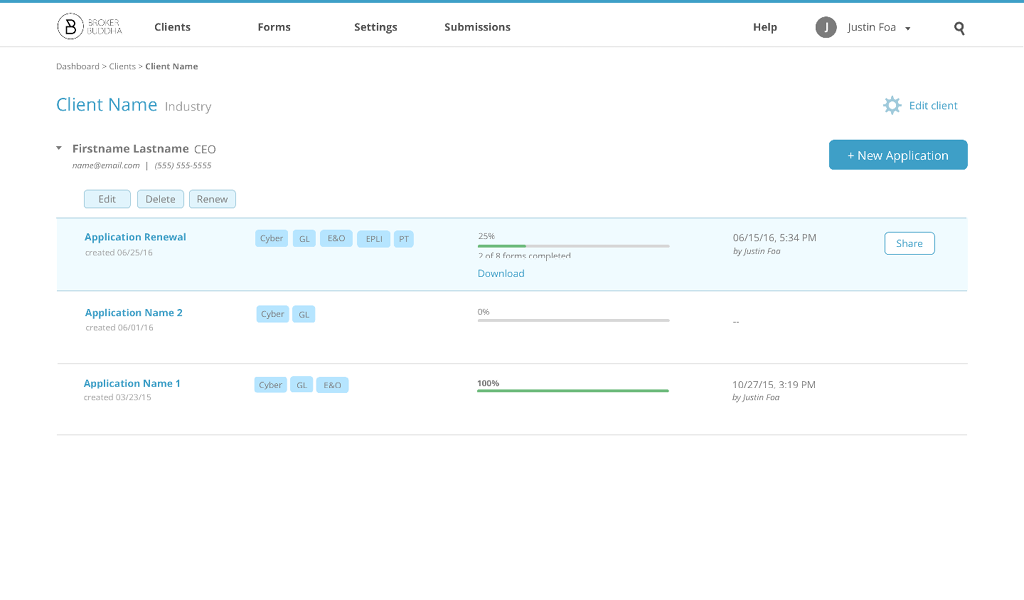 BROKER
BUDDHA
Clients
Forms
Settings
Submissions
Help
J
Justin Foa
Dashboard > Clients > Client Name
Client Name Industry
Edit client
Firstname Lastname CEO
name@email.com | (555) 555-5555
+ New Application
Edit
Delete
Renew
Application Renewal
created 06/25/16
Cyber
GL
E&O
EPLI
PT
25%
2 of 8 forms completed
Download
06/15/16, 5:34 PM
by Justin Foa
Share
Application Name 2
created 06/01/16
Cyber
GL
0%
--
Application Name 1
created 03/23/15
Cyber
GL
E&O
100%
10/27/15, 3:19 PM
by Justin Foa